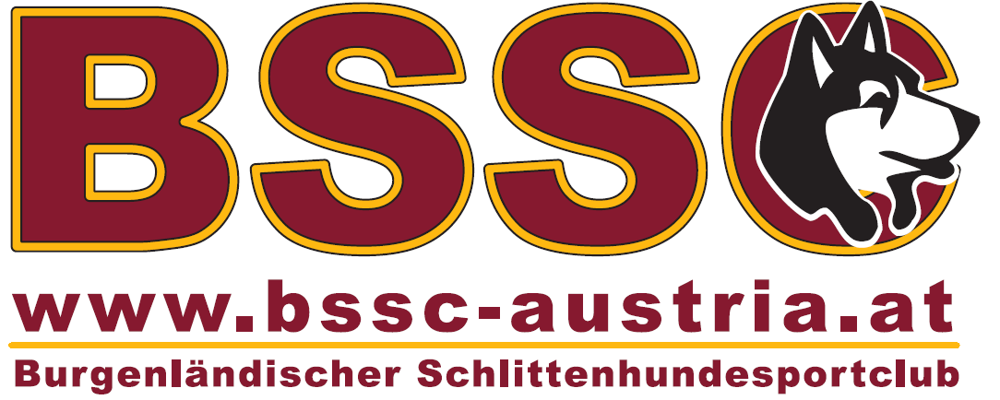 BSSC
www.bssc-austria.at
Burgenländischer Schlittenhundesportclub